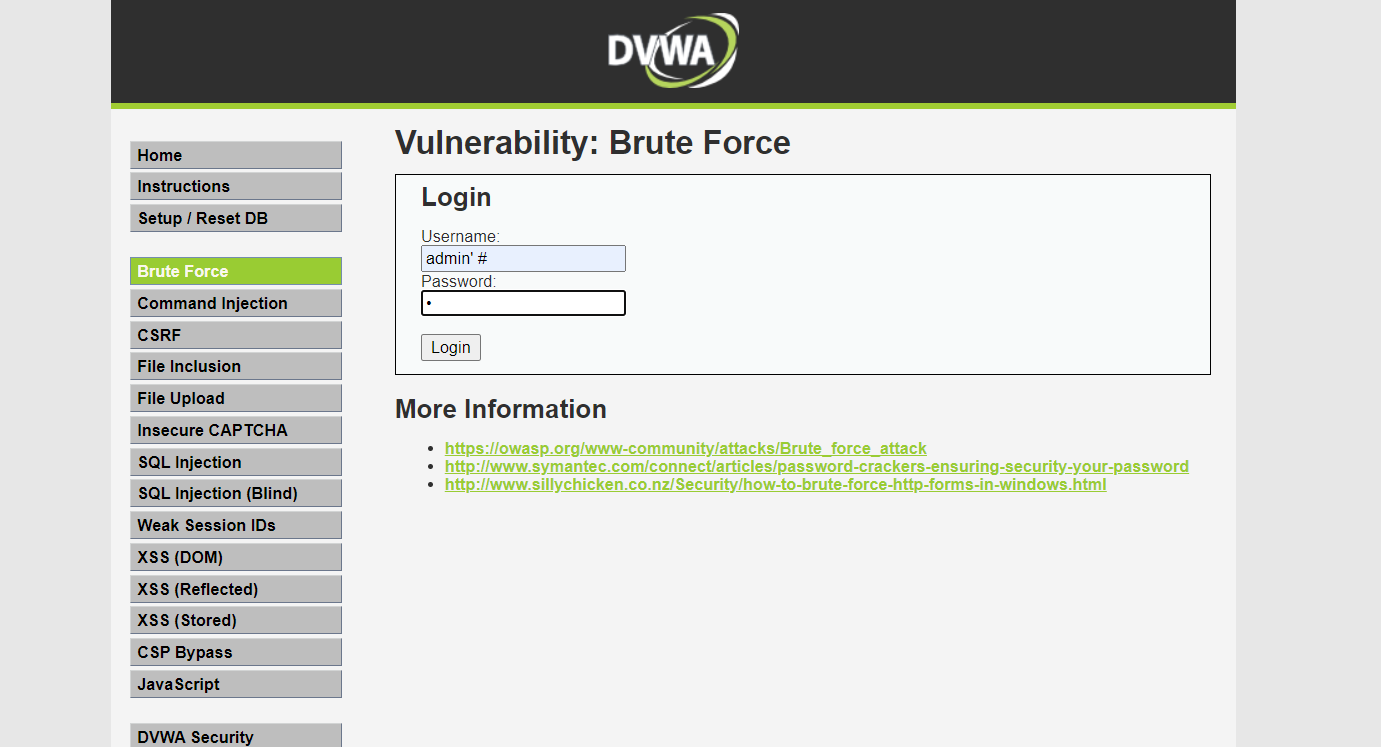 DVWA
Home
Instructions
Setup / Reset DB
Brute Force
Command Injection
CSRF
File Inclusion
File Upload
Insecure CAPTCHA
SQL Injection
SQL Injection (Blind)
Weak Session IDs
XSS (DOM)
XSS (Reflected)
XSS (Stored)
CSP Bypass
JavaScript
DVWA Security
Vulnerability: Brute Force
Login
Username:
admin' #
Password:
•
Login
More Information
• https://owasp.org/www-community/attacks/Brute_force_attack
• http://www.symantec.com/connect/articles/password-crackers-ensuring-security-your-password
• http://www.sillychicken.co.nz/Security/how-to-brute-force-http-forms-in-windows.html